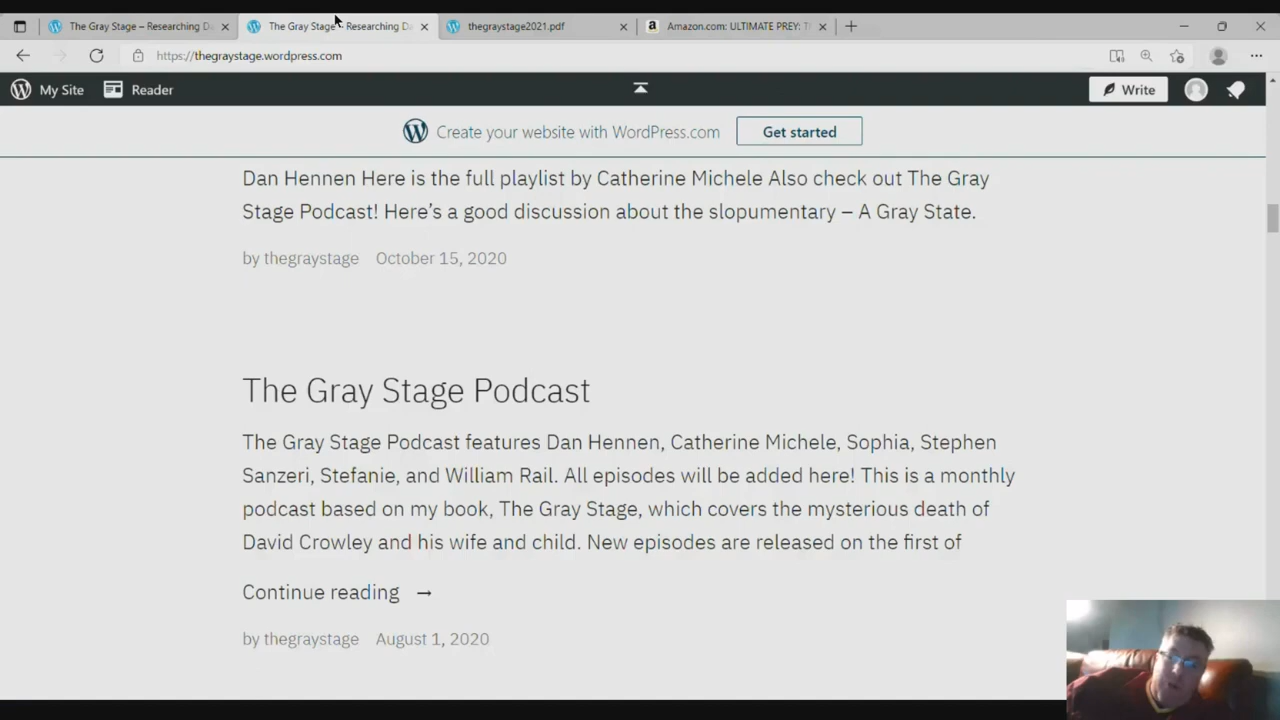 The Gray Stage – Researching D
The Gray Stage – Researching D
thegraystage2021.pdf
Amazon.com: ULTIMATE PREY: T
https://thegraystage.wordpress.com
My Site
Reader
Write
Create your website with WordPress.com
Get started
Dan Hennen Here is the full playlist by Catherine Michele Also check out The Gray
Stage Podcast! Here’s a good discussion about the slopumentary – A Gray State.
by thegraystage October 15, 2020
The Gray Stage Podcast
The Gray Stage Podcast features Dan Hennen, Catherine Michele, Sophia, Stephen
Sanzeri, Stefanie, and William Rail. All episodes will be added here! This is a monthly
podcast based on my book, The Gray Stage, which covers the mysterious death of
David Crowley and his wife and child. New episodes are released on the first of
Continue reading →
by thegraystage August 1, 2020